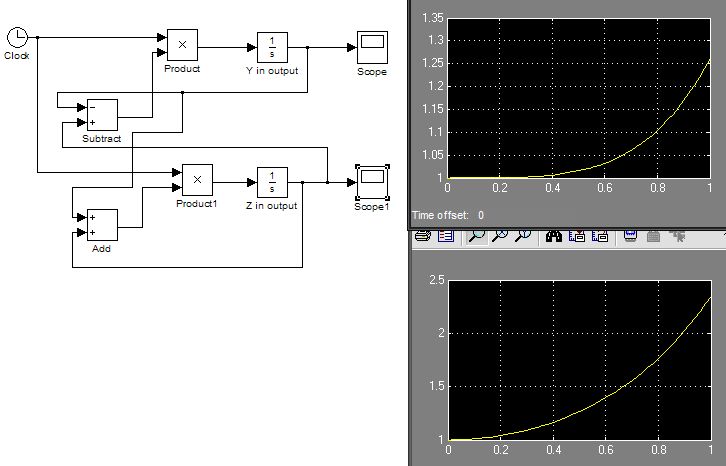 Clock
×
Product
1
s
Y in output
Scope
−
+
Subtract
×
Product1
1
s
Z in output
Scope1
+
+
Add
1.35
1.3
1.25
1.2
1.15
1.1
1.05
1
0 0.2 0.4 0.6 0.8 1
Time offset: 0
2.5
2
1.5
1
0 0.2 0.4 0.6 0.8 1